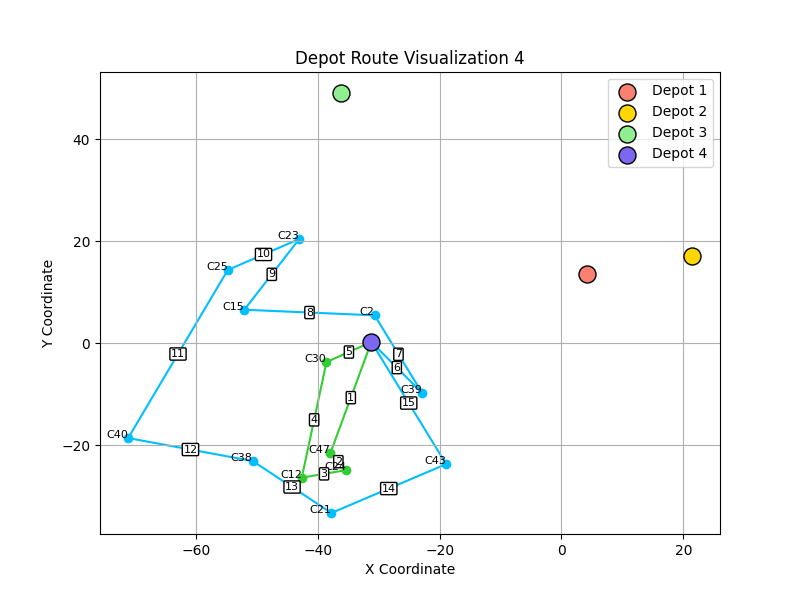 Depot Route Visualization 4
Depot 1
Depot 2
Depot 3
Depot 4
Y Coordinate
40
20
0
−20
C23
10
C25
9
C15
8
C2
11
7
C30
5
6
C39
1
15
4
C40
12
C38
C47
2
C12
3
C43
13
14
C21
−60
−40
−20
0
20
X Coordinate